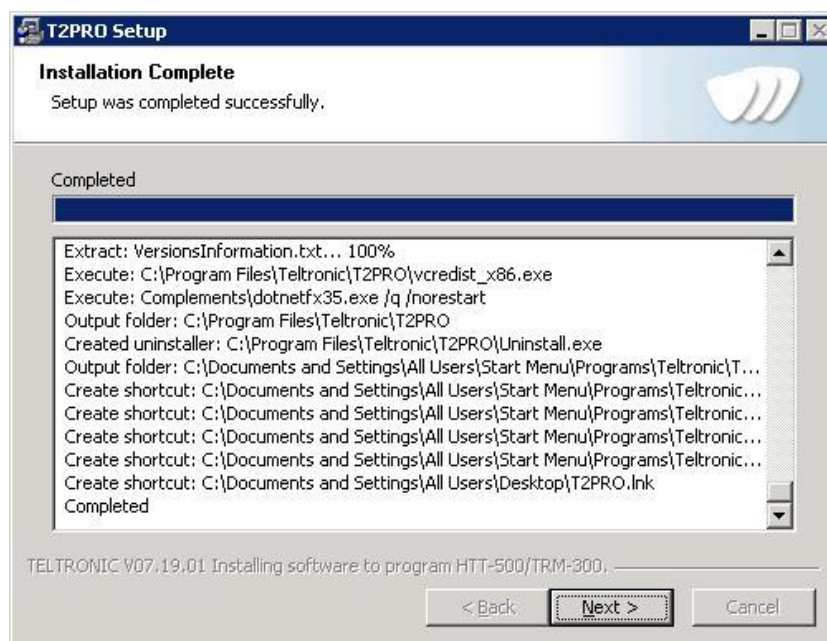 T2PRO Setup
Installation Complete
Setup was completed successfully.
Completed
Extract: VersionsInformation.txt... 100%
Execute: C:\Program Files\Teltronic\T2PRO\vcredist_x86.exe
Execute: Complements\dotnetfx35.exe /q /norestart
Output folder: C:\Program Files\Teltronic\T2PRO
Created uninstaller: C:\Program Files\Teltronic\T2PRO\Uninstall.exe
Output folder: C:\Documents and Settings\All Users\Start Menu\Programs\Teltronic\T...
Create shortcut: C:\Documents and Settings\All Users\Start Menu\Programs\Teltronic...
Create shortcut: C:\Documents and Settings\All Users\Start Menu\Programs\Teltronic...
Create shortcut: C:\Documents and Settings\All Users\Start Menu\Programs\Teltronic...
Create shortcut: C:\Documents and Settings\All Users\Start Menu\Programs\Teltronic...
Create shortcut: C:\Documents and Settings\All Users\Desktop\T2PRO.lnk
Completed
TELTRONIC V07.19.01 Installing software to program HTT-500/TRM-300.
< Back
Next >
Cancel